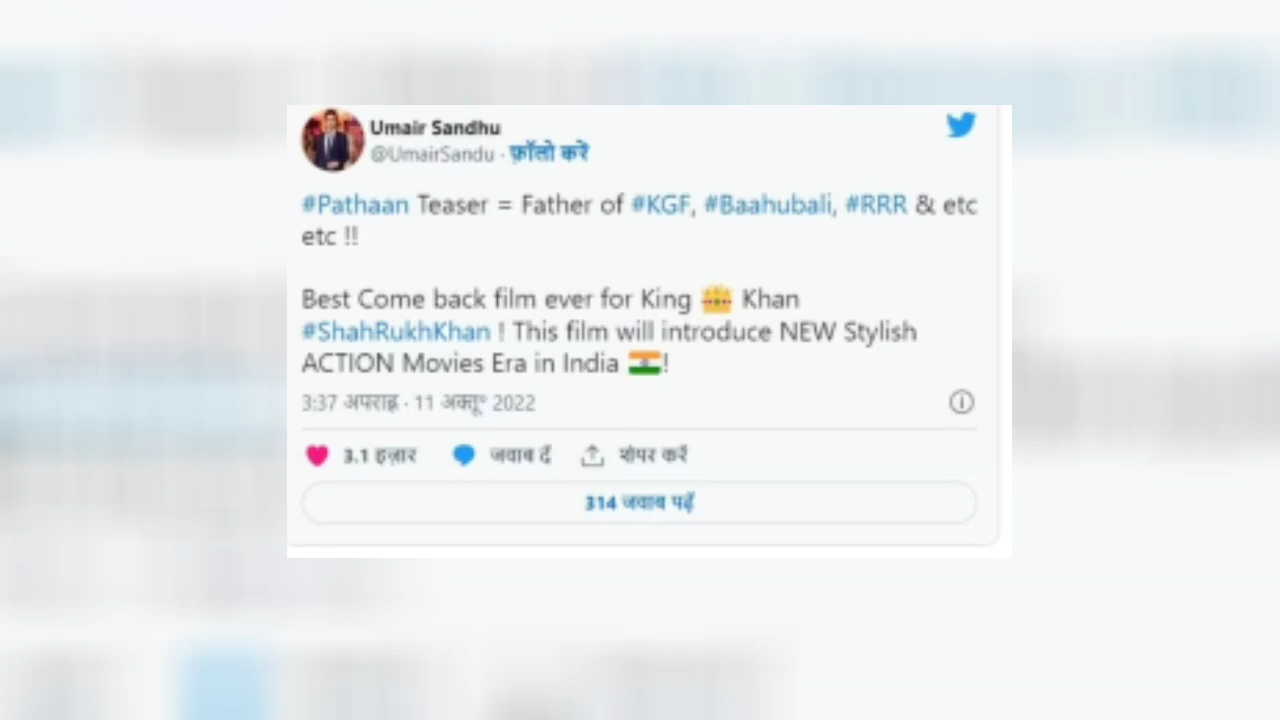 Umair Sandhu
@UmairSandu · फ़ॉलो करें
#Pathaan Teaser = Father of #KGF, #Baahubali, #RRR & etc
etc !!
Best Come back film ever for King 👑 Khan
#ShahRukhKhan ! This film will introduce NEW Stylish
ACTION Movies Era in India 🇮🇳!
3:37 अपराह्न · 11 अक्तू॰ 2022
3.1 हज़ार जवाब दें शेयर करें
314 जवाब पढ़ें